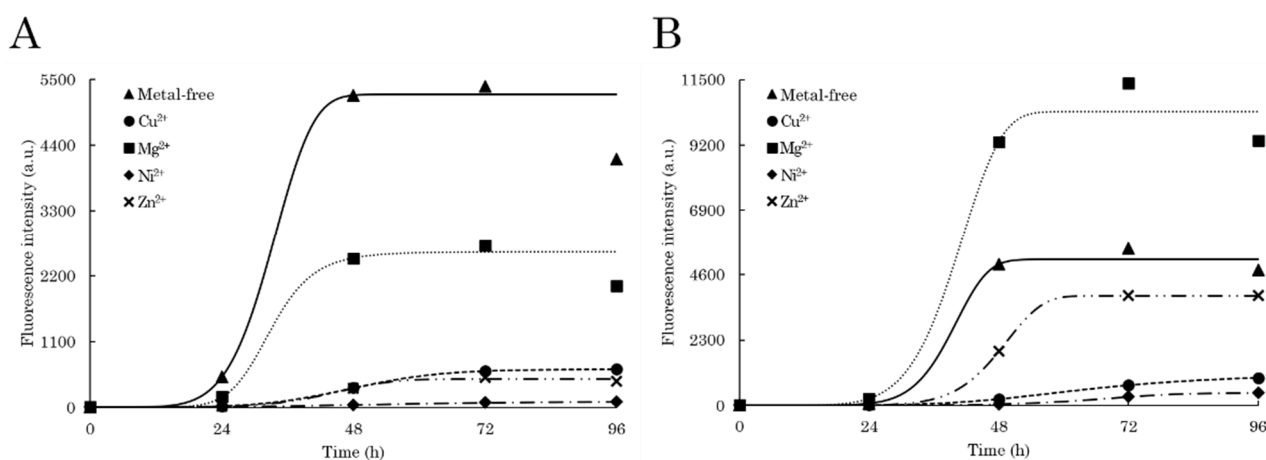 A
Fluorescence intensity (a.u.)
5500
4400
3300
2200
1100
0
Metal-free
Cu²⁺
Mg²⁺
Ni²⁺
Zn²⁺
0 24 48 72 96
Time (h)
B
Fluorescence intensity (a.u.)
11500
9200
6900
4600
2300
0
Metal-free
Cu²⁺
Mg²⁺
Ni²⁺
Zn²⁺
0 24 48 72 96
Time (h)